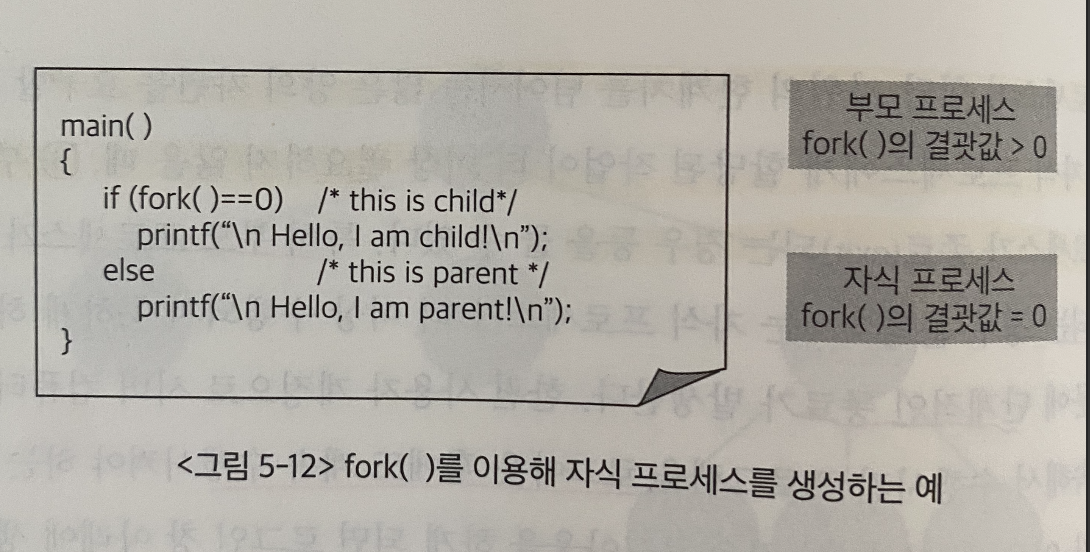 main( )
{
if (fork( )==0) /* this is child*/
printf(“\n Hello, I am child!\n”);
else /* this is parent */
printf(“\n Hello, I am parent!\n”);
}
부모 프로세스
fork( )의 결괏값 > 0
자식 프로세스
fork( )의 결괏값 = 0
<그림 5-12> fork( )를 이용해 자식 프로세스를 생성하는 예